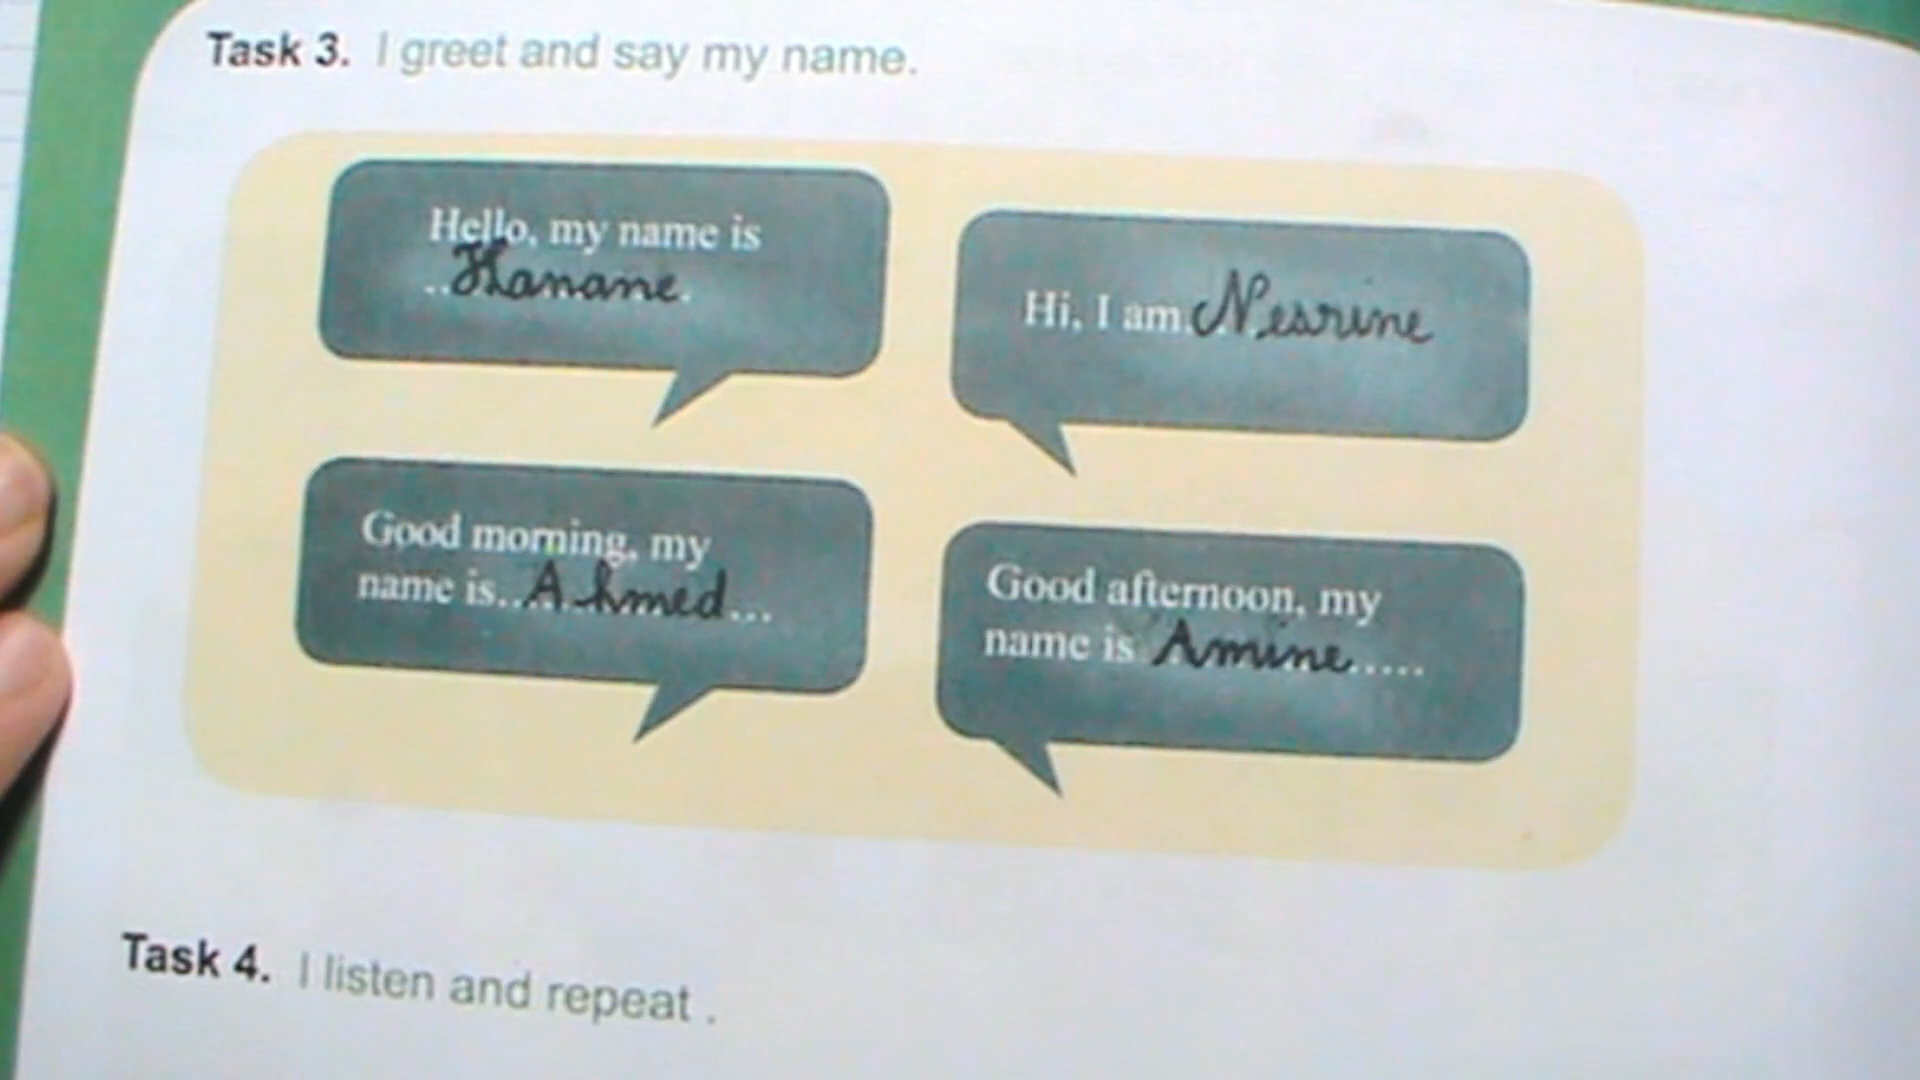 Task 3. I greet and say my name.
Hello, my name is
..Hanane.
Hi, I am..Nesrine
Good morning, my
name is..Ahmed...
Good afternoon, my
name is Amine.....
Task 4. I listen and repeat .